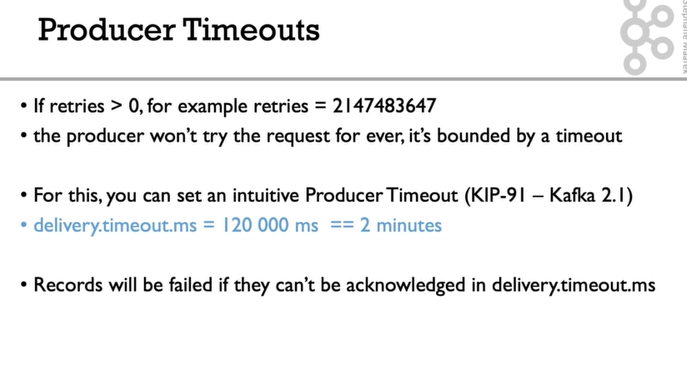 Producer Timeouts
Stephane Maarek
• If retries > 0, for example retries = 2147483647
• the producer won't try the request for ever, it's bounded by a timeout
• For this, you can set an intuitive Producer Timeout (KIP-91 – Kafka 2.1)
• delivery.timeout.ms = 120 000 ms == 2 minutes
• Records will be failed if they can't be acknowledged in delivery.timeout.ms